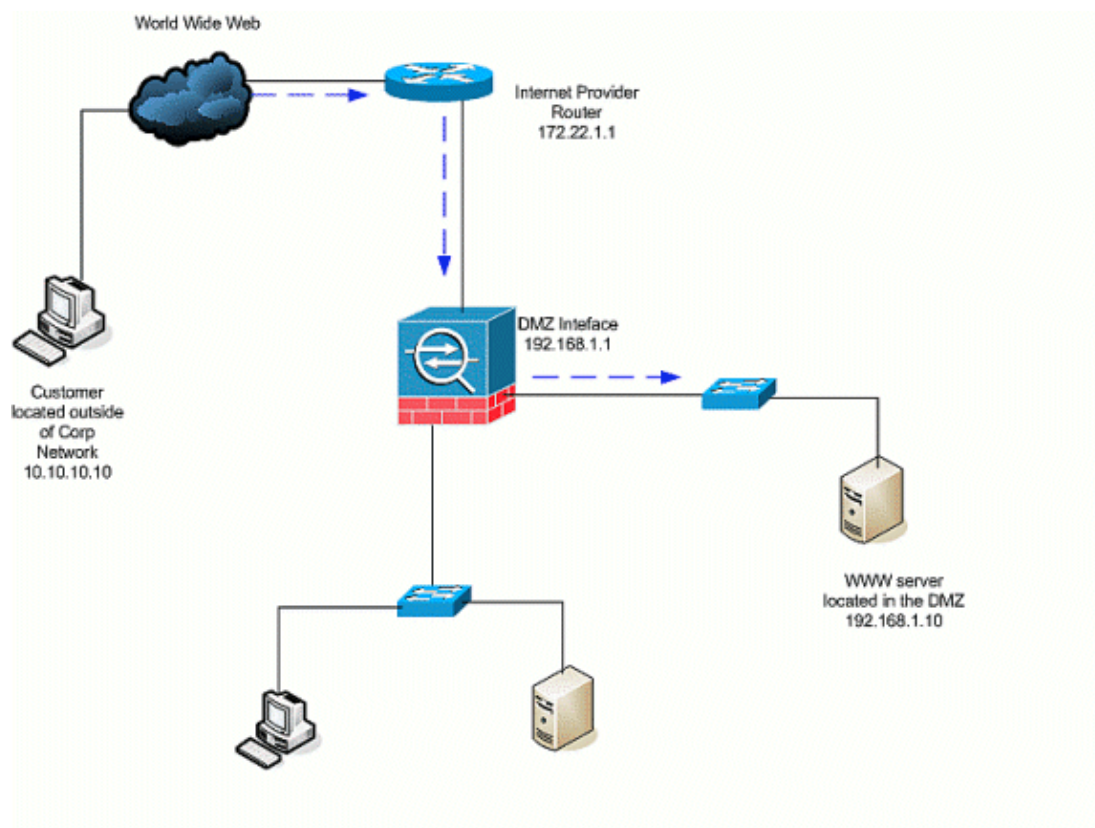 World Wide Web
Internet Provider
Router
172.22.1.1
DMZ Inteface
192.168.1.1
Customer
located outside
of Corp
Network
10.10.10.10
WWW server
located in the DMZ
192.168.1.10